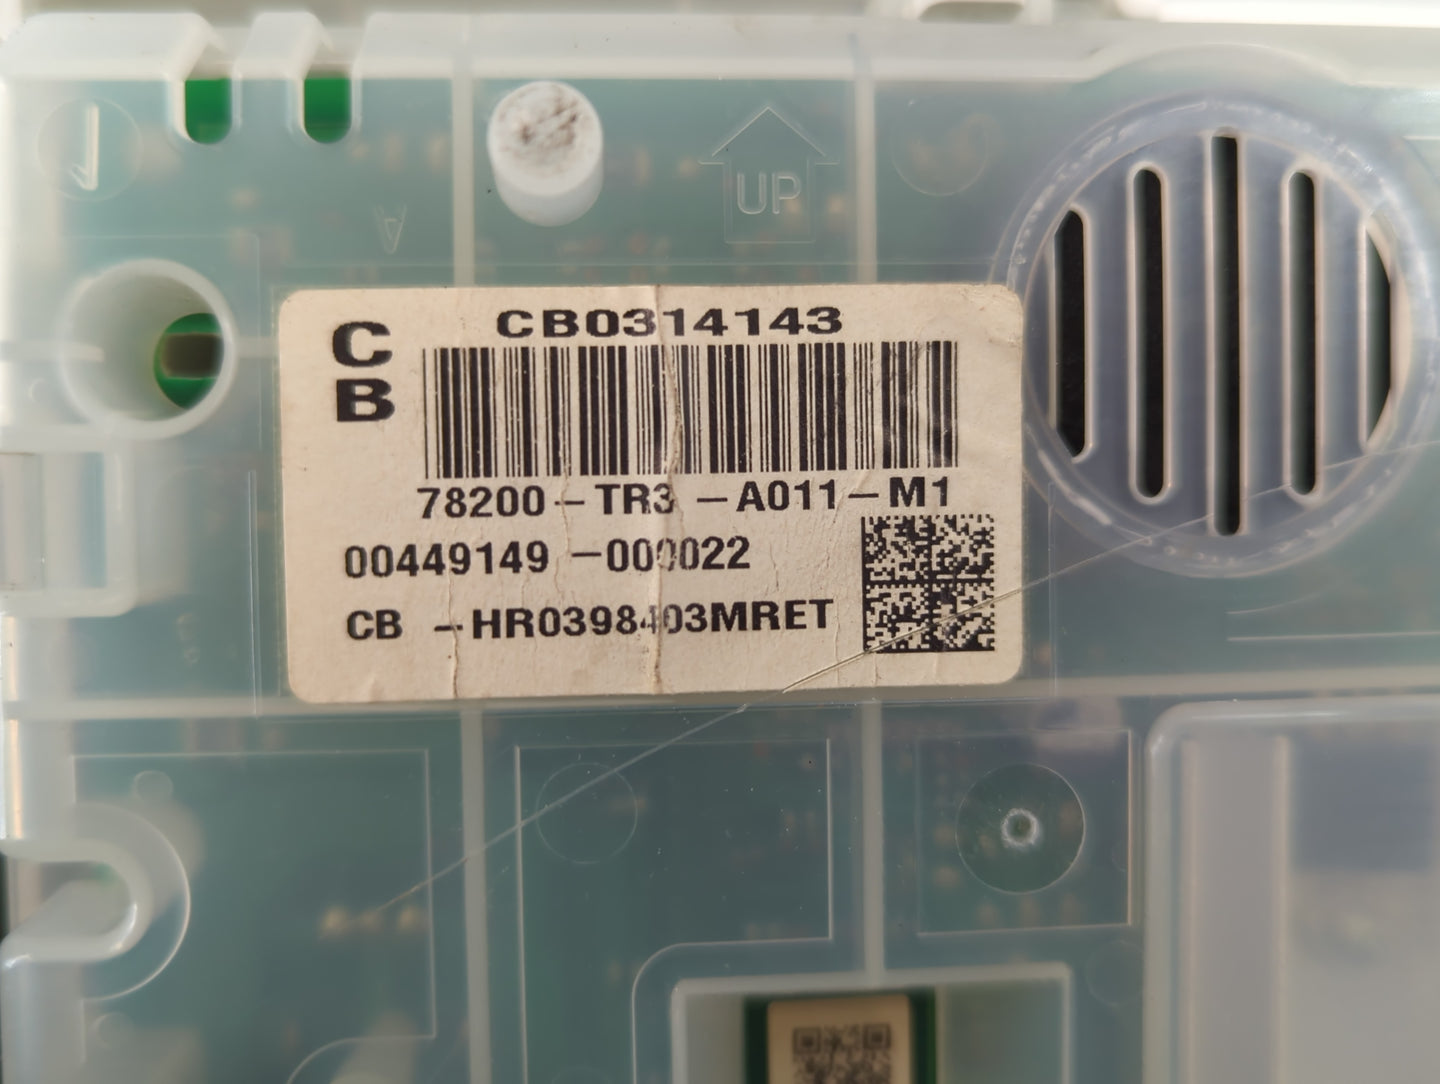 UP
A
C
B
CB0314143
78200-TR3 -A011-M1
00449149 -000022
CB -HR0398403MRET